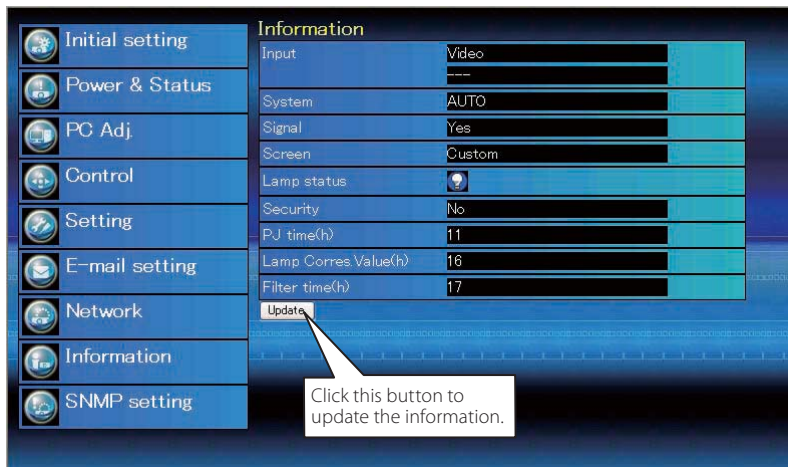 Initial setting
Power & Status
PC Adj.
Control
Setting
E-mail setting
Network
Information
SNMP setting
Information
Input Video
---
System AUTO
Signal Yes
Screen Custom
Lamp status
Security No
PJ time(h) 11
Lamp Corres.Value(h) 16
Filter time(h) 17
Update
Click this button to
update the information.